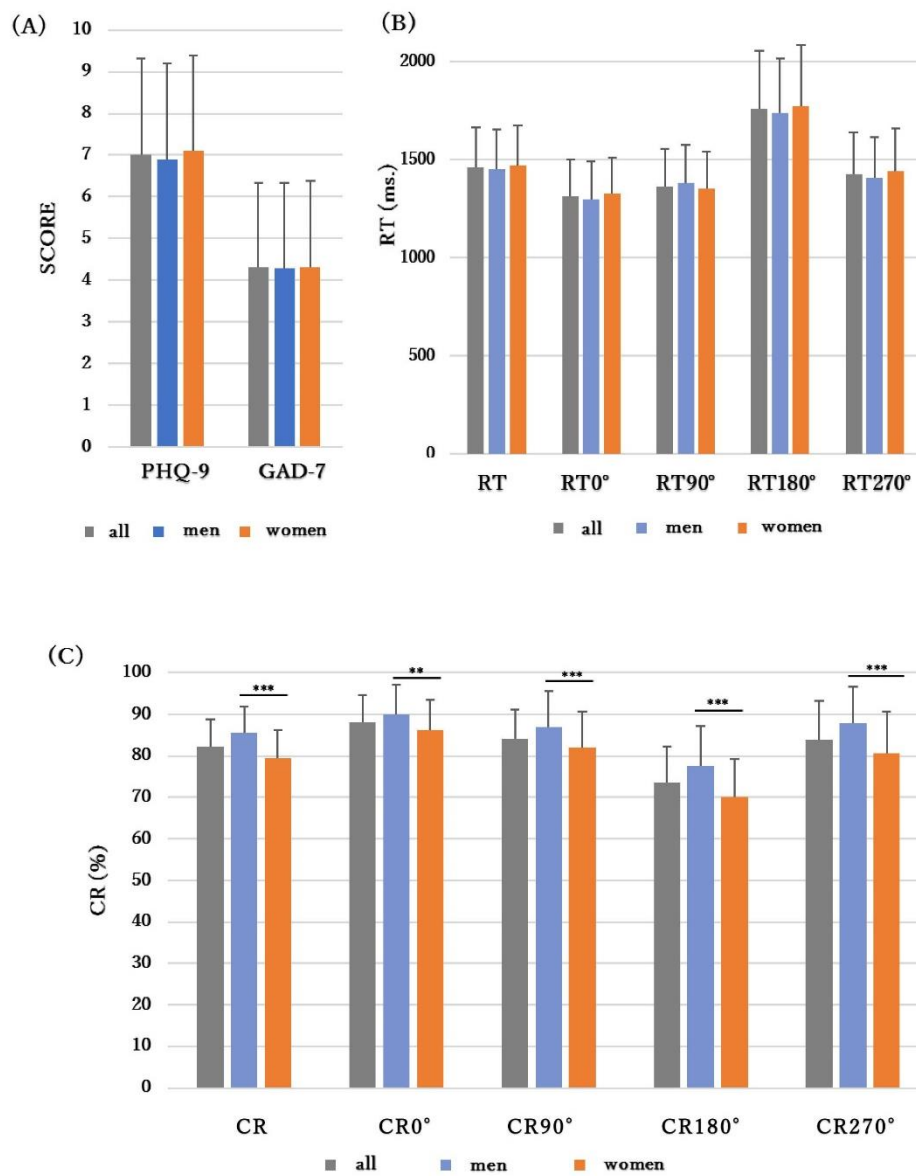 (A)
10
9
8
7
6
5
4
3
2
1
0
SCORE
PHQ-9 GAD-7
all men women
(B)
2000
1500
1000
500
0
RT (ms.)
RT RT0° RT90° RT180° RT270°
all men women
(C)
100
90
80
70
60
50
40
30
20
10
0
CR (%)
*** ** *** *** ***
CR CR0° CR90° CR180° CR270°
all men women